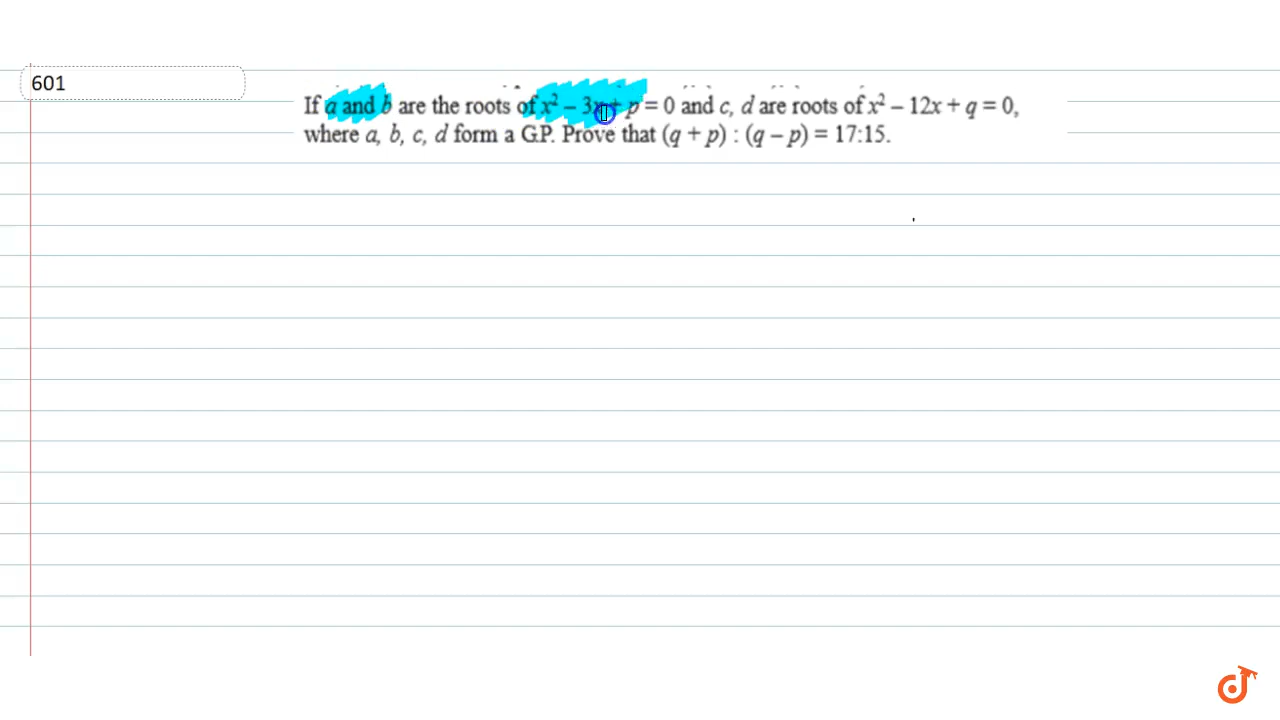 601
If a and b are the roots of x² – 3x + p = 0 and c, d are roots of x² – 12x + q = 0,
where a, b, c, d form a G.P. Prove that (q + p) : (q – p) = 17:15.